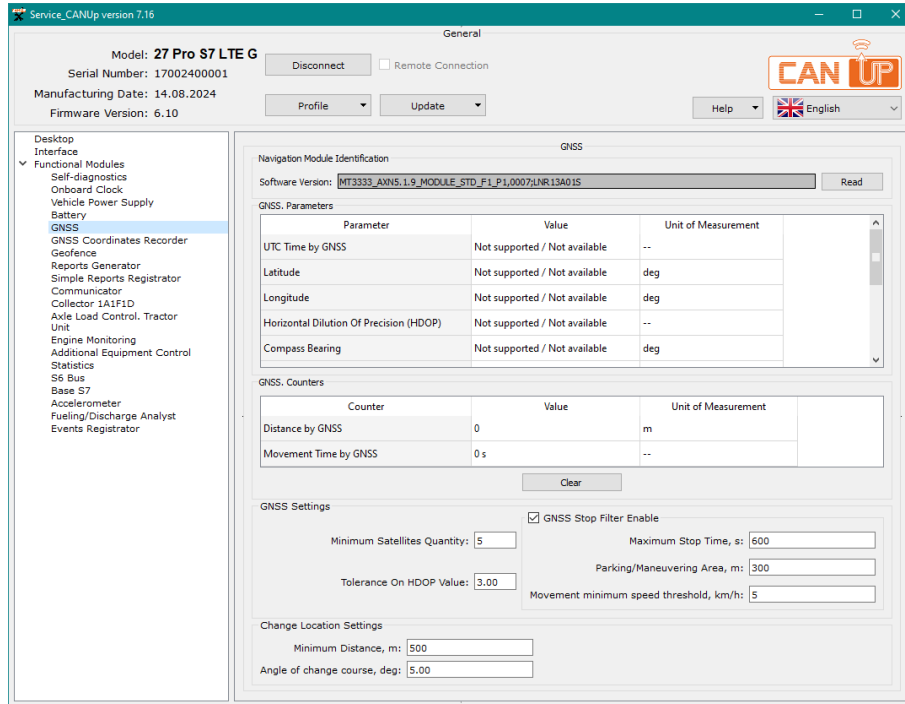 Service_CANUp version 7.16
General
Model: 27 Pro S7 LTE G
Serial Number: 17002400001
Manufacturing Date: 14.08.2024
Firmware Version: 6.10
Disconnect
Remote Connection
Profile
Update
CAN UP
Help
English
Desktop
Interface
Functional Modules
Self-diagnostics
Onboard Clock
Vehicle Power Supply
Battery
GNSS
GNSS Coordinates Recorder
Geofence
Reports Generator
Simple Reports Registrator
Communicator
Collector 1A1F1D
Axle Load Control. Tractor
Unit
Engine Monitoring
Additional Equipment Control
Statistics
S6 Bus
Base S7
Accelerometer
Fueling/Discharge Analyst
Events Registrator
GNSS
Navigation Module Identification
Software Version: MT3333_AXN5.1.9_MODULE_STD_F1_P1,0007;LNR13A01S Read
GNSS. Parameters
Parameter Value Unit of Measurement
UTC Time by GNSS Not supported / Not available --
Latitude Not supported / Not available deg
Longitude Not supported / Not available deg
Horizontal Dilution Of Precision (HDOP) Not supported / Not available --
Compass Bearing Not supported / Not available deg
GNSS. Counters
Counter Value Unit of Measurement
Distance by GNSS 0 m
Movement Time by GNSS 0 s --
Clear
GNSS Settings
Minimum Satellites Quantity: 5
Tolerance On HDOP Value: 3.00
GNSS Stop Filter Enable
Maximum Stop Time, s: 600
Parking/Maneuvering Area, m: 300
Movement minimum speed threshold, km/h: 5
Change Location Settings
Minimum Distance, m: 500
Angle of change course, deg: 5.00